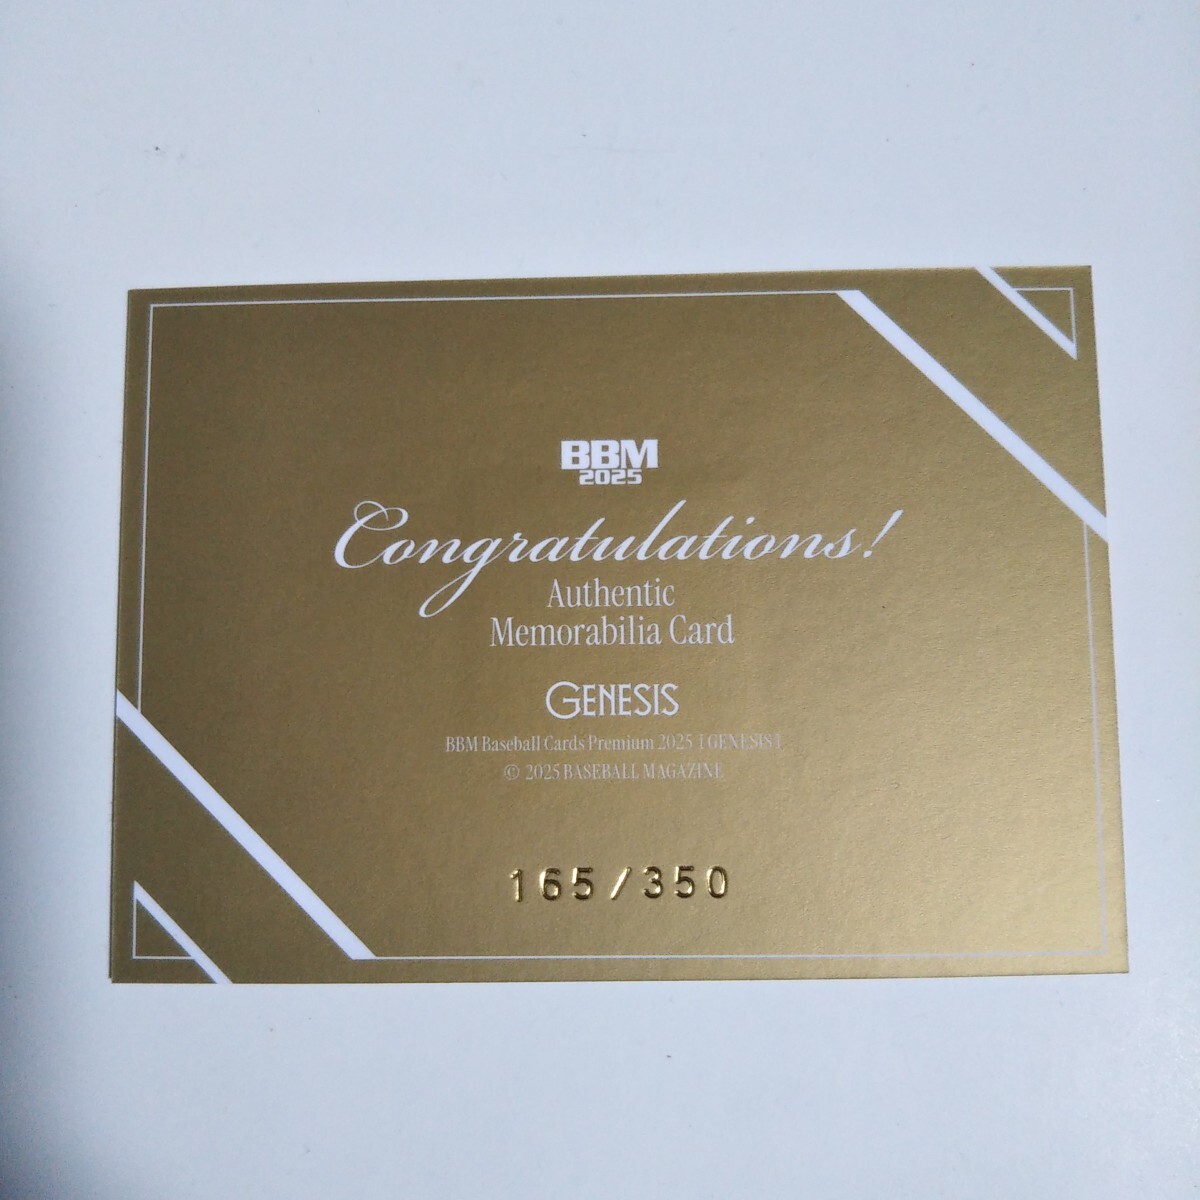 BBM
2025
Congratulations!
Authentic
Memorabilia Card
GENESIS
BBM Baseball Cards Premium 2025 [GENESIS]
© 2025 BASEBALL MAGAZINE
165/350